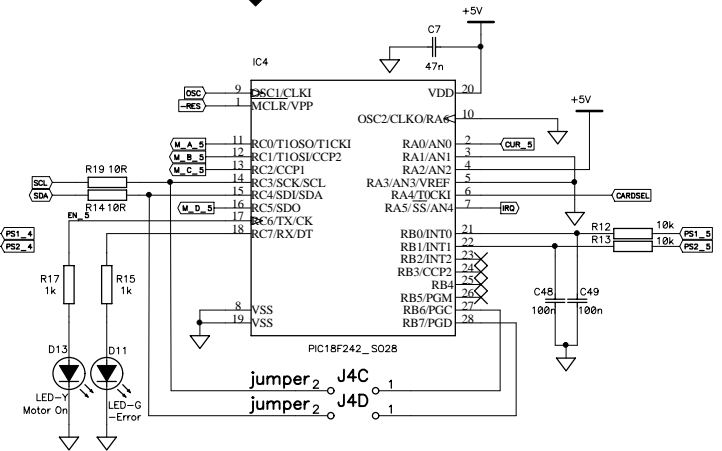 +5V
C7
47n
IC4
+5V
OSC 9 OSC1/CLKI VDD 20
-RES 1 MCLR/VPP
OSC2/CLKO/RA6 10
M_A_5 11 RC0/T1OSO/T1CKI RA0/AN0 2 CUR_5
M_B_5 12 RC1/T1OSI/CCP2 RA1/AN1 3
M_C_5 13 RC2/CCP1 RA2/AN2 4
R19 10R
SCL 14 RC3/SCK/SCL RA3/AN3/VREF 5
SDA 15 RC4/SDI/SDA RA4/T0CKI 6 CARDSEL
R14 10R
M_D_5 16 RC5/SDO RA5/SS/AN4 7 IRQ
EN_5 17 RC6/TX/CK
PS1_4 18 RC7/RX/DT RB0/INT0 21 R12 10k PS1_5
PS2_4 RB1/INT1 22 R13 10k PS2_5
RB2/INT2 23
RB3/CCP2 24
RB4 25
RB5/PGM 26
R17 1k
R15 1k
C48 100n
C49 100n
8 VSS RB6/PGC 27
19 VSS RB7/PGD 28
PIC18F242_SO28
D13
D11
LED-Y
Motor On
LED-G
-Error
jumper 2 J4C 1
jumper 2 J4D 1